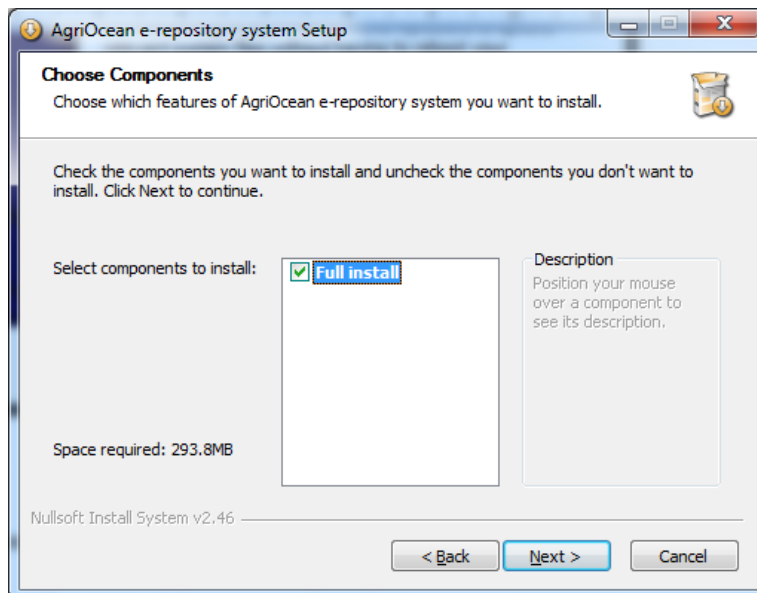 AgriOcean e-repository system Setup
Choose Components
Choose which features of AgriOcean e-repository system you want to install.
Check the components you want to install and uncheck the components you don't want to
install. Click Next to continue.
Select components to install:
Full install
Description
Position your mouse
over a component to
see its description.
Space required: 293.8MB
Nullsoft Install System v2.46
< Back
Next >
Cancel